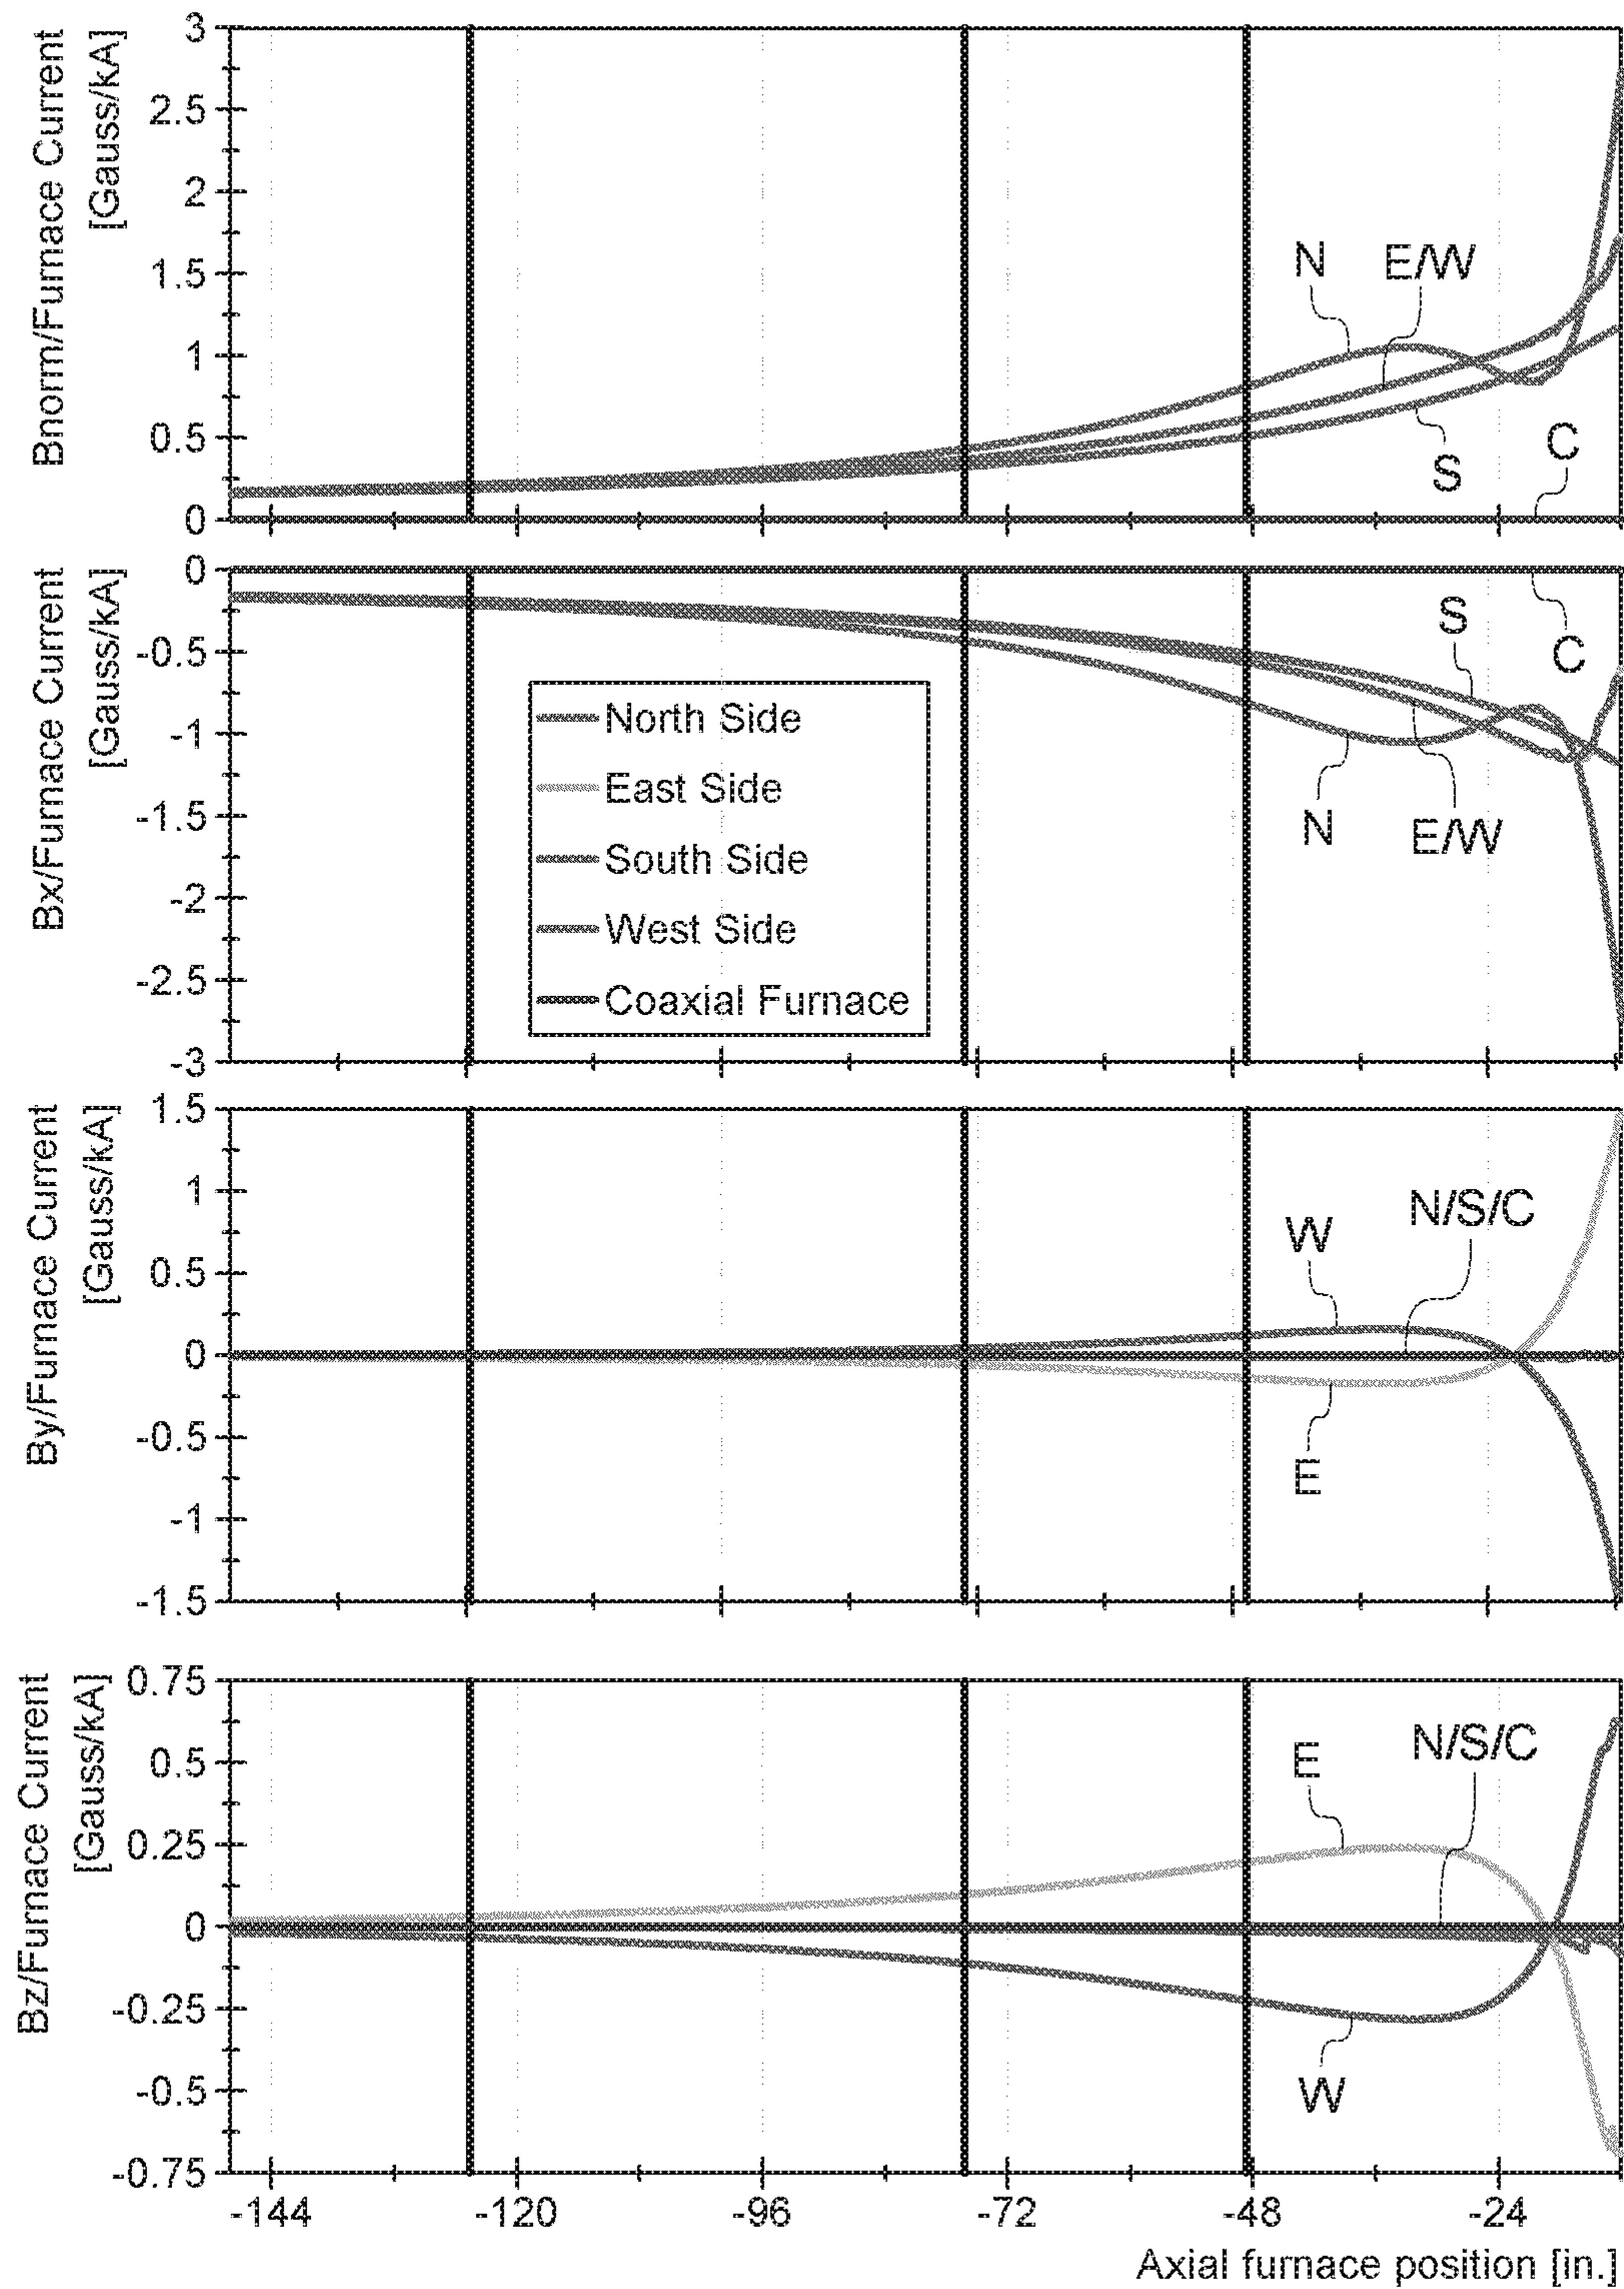 Bnorm/Furnace Current
[Gauss/kA]
3
2.5
2
1.5
1
0.5
0
N
E/W
S
C
Bx/Furnace Current
[Gauss/kA]
0
-0.5
-1
-1.5
-2
-2.5
-3
S
C
N
E/W
North Side
East Side
South Side
West Side
Coaxial Furnace
By/Furnace Current
[Gauss/kA]
1.5
1
0.5
0
-0.5
-1
-1.5
W
N/S/C
E
Bz/Furnace Current
[Gauss/kA]
0.75
0.5
0.25
0
-0.25
-0.5
-0.75
E
N/S/C
W
-144
-120
-96
-72
-48
-24
Axial furnace position [in.]